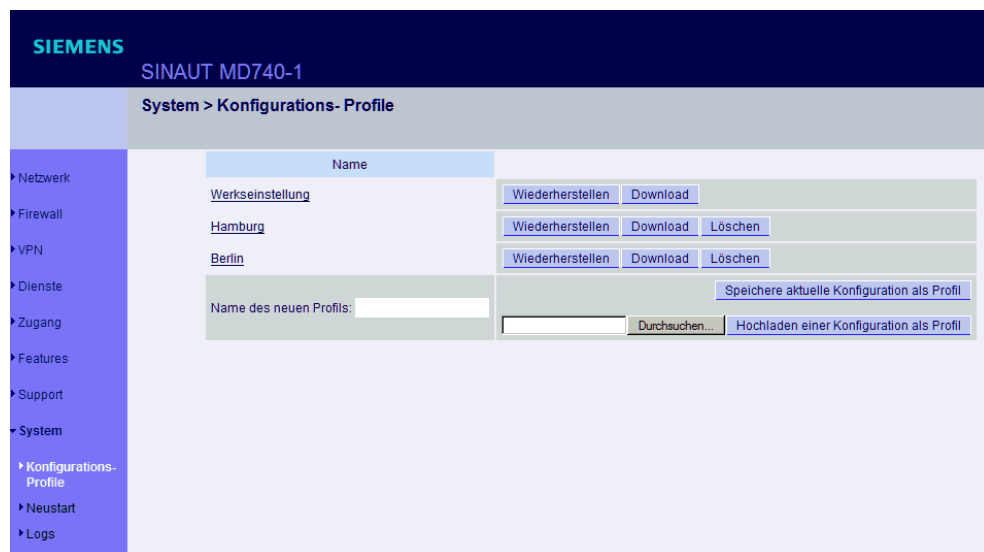 SIEMENS
SINAUT MD740-1
System > Konfigurations- Profile
Netzwerk
Firewall
VPN
Dienste
Zugang
Features
Support
System
Konfigurations-
Profile
Neustart
Logs
Name
Werkseinstellung Wiederherstellen Download
Hamburg Wiederherstellen Download Löschen
Berlin Wiederherstellen Download Löschen
Name des neuen Profils:
Speichere aktuelle Konfiguration als Profil
Durchsuchen... Hochladen einer Konfiguration als Profil